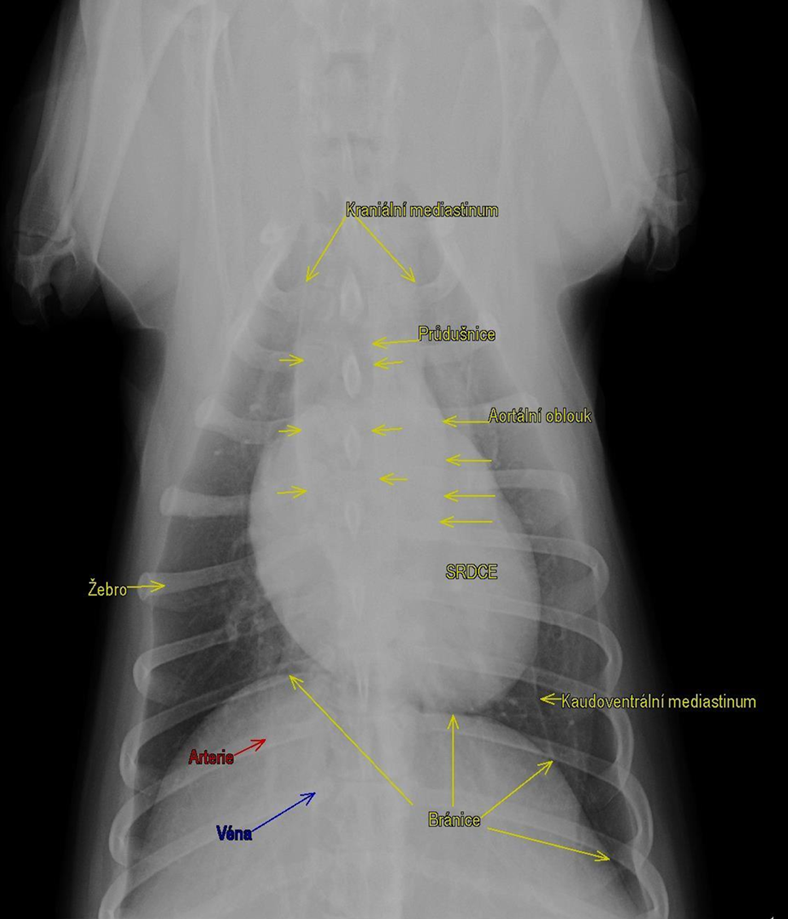 Kraniální mediastinum
Průdušnice
Aortální oblouk
SRDCE
Žebro
Kaudoventrální mediastinum
Arterie
Véna
Bránice